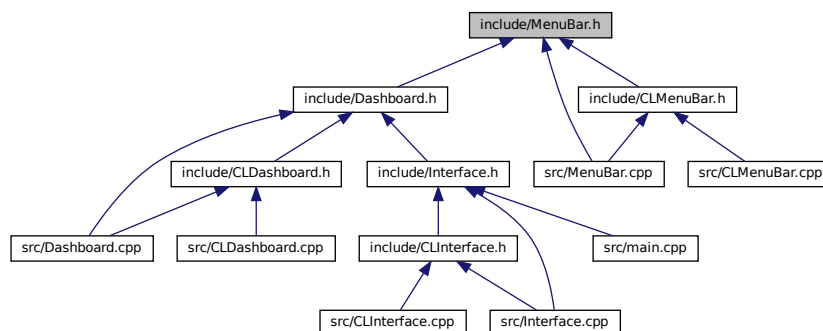 include/MenuBar.h
include/Dashboard.h
include/CLMenuBar.h
include/CLDashboard.h
include/Interface.h
src/MenuBar.cpp
src/CLMenuBar.cpp
src/Dashboard.cpp
src/CLDashboard.cpp
include/CLInterface.h
src/main.cpp
src/CLInterface.cpp
src/Interface.cpp